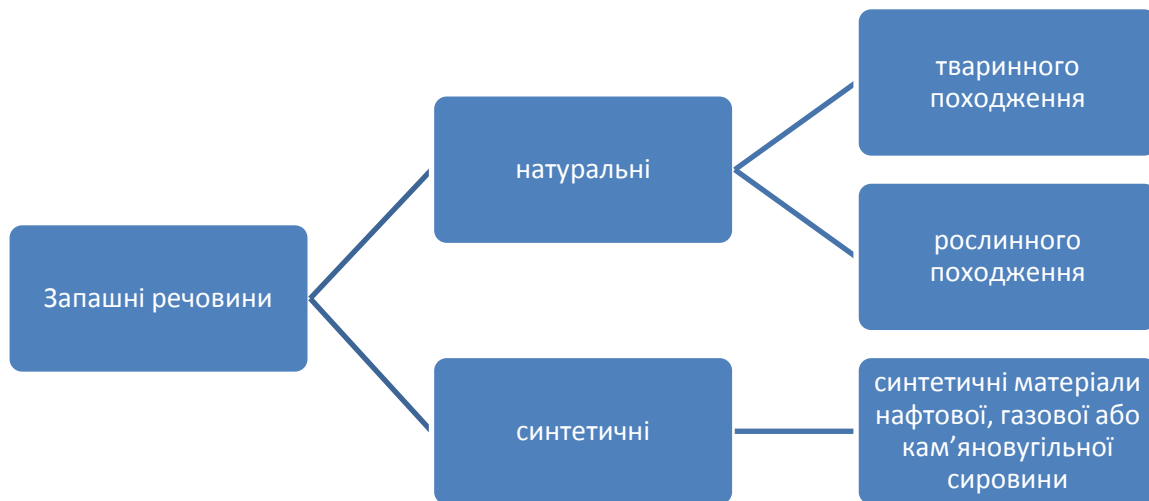 Запашні речовини
натуральні
тваринного
походження
рослинного
походження
синтетичні
синтетичні матеріали
нафтової, газової або
кам’яновугільної
сировини